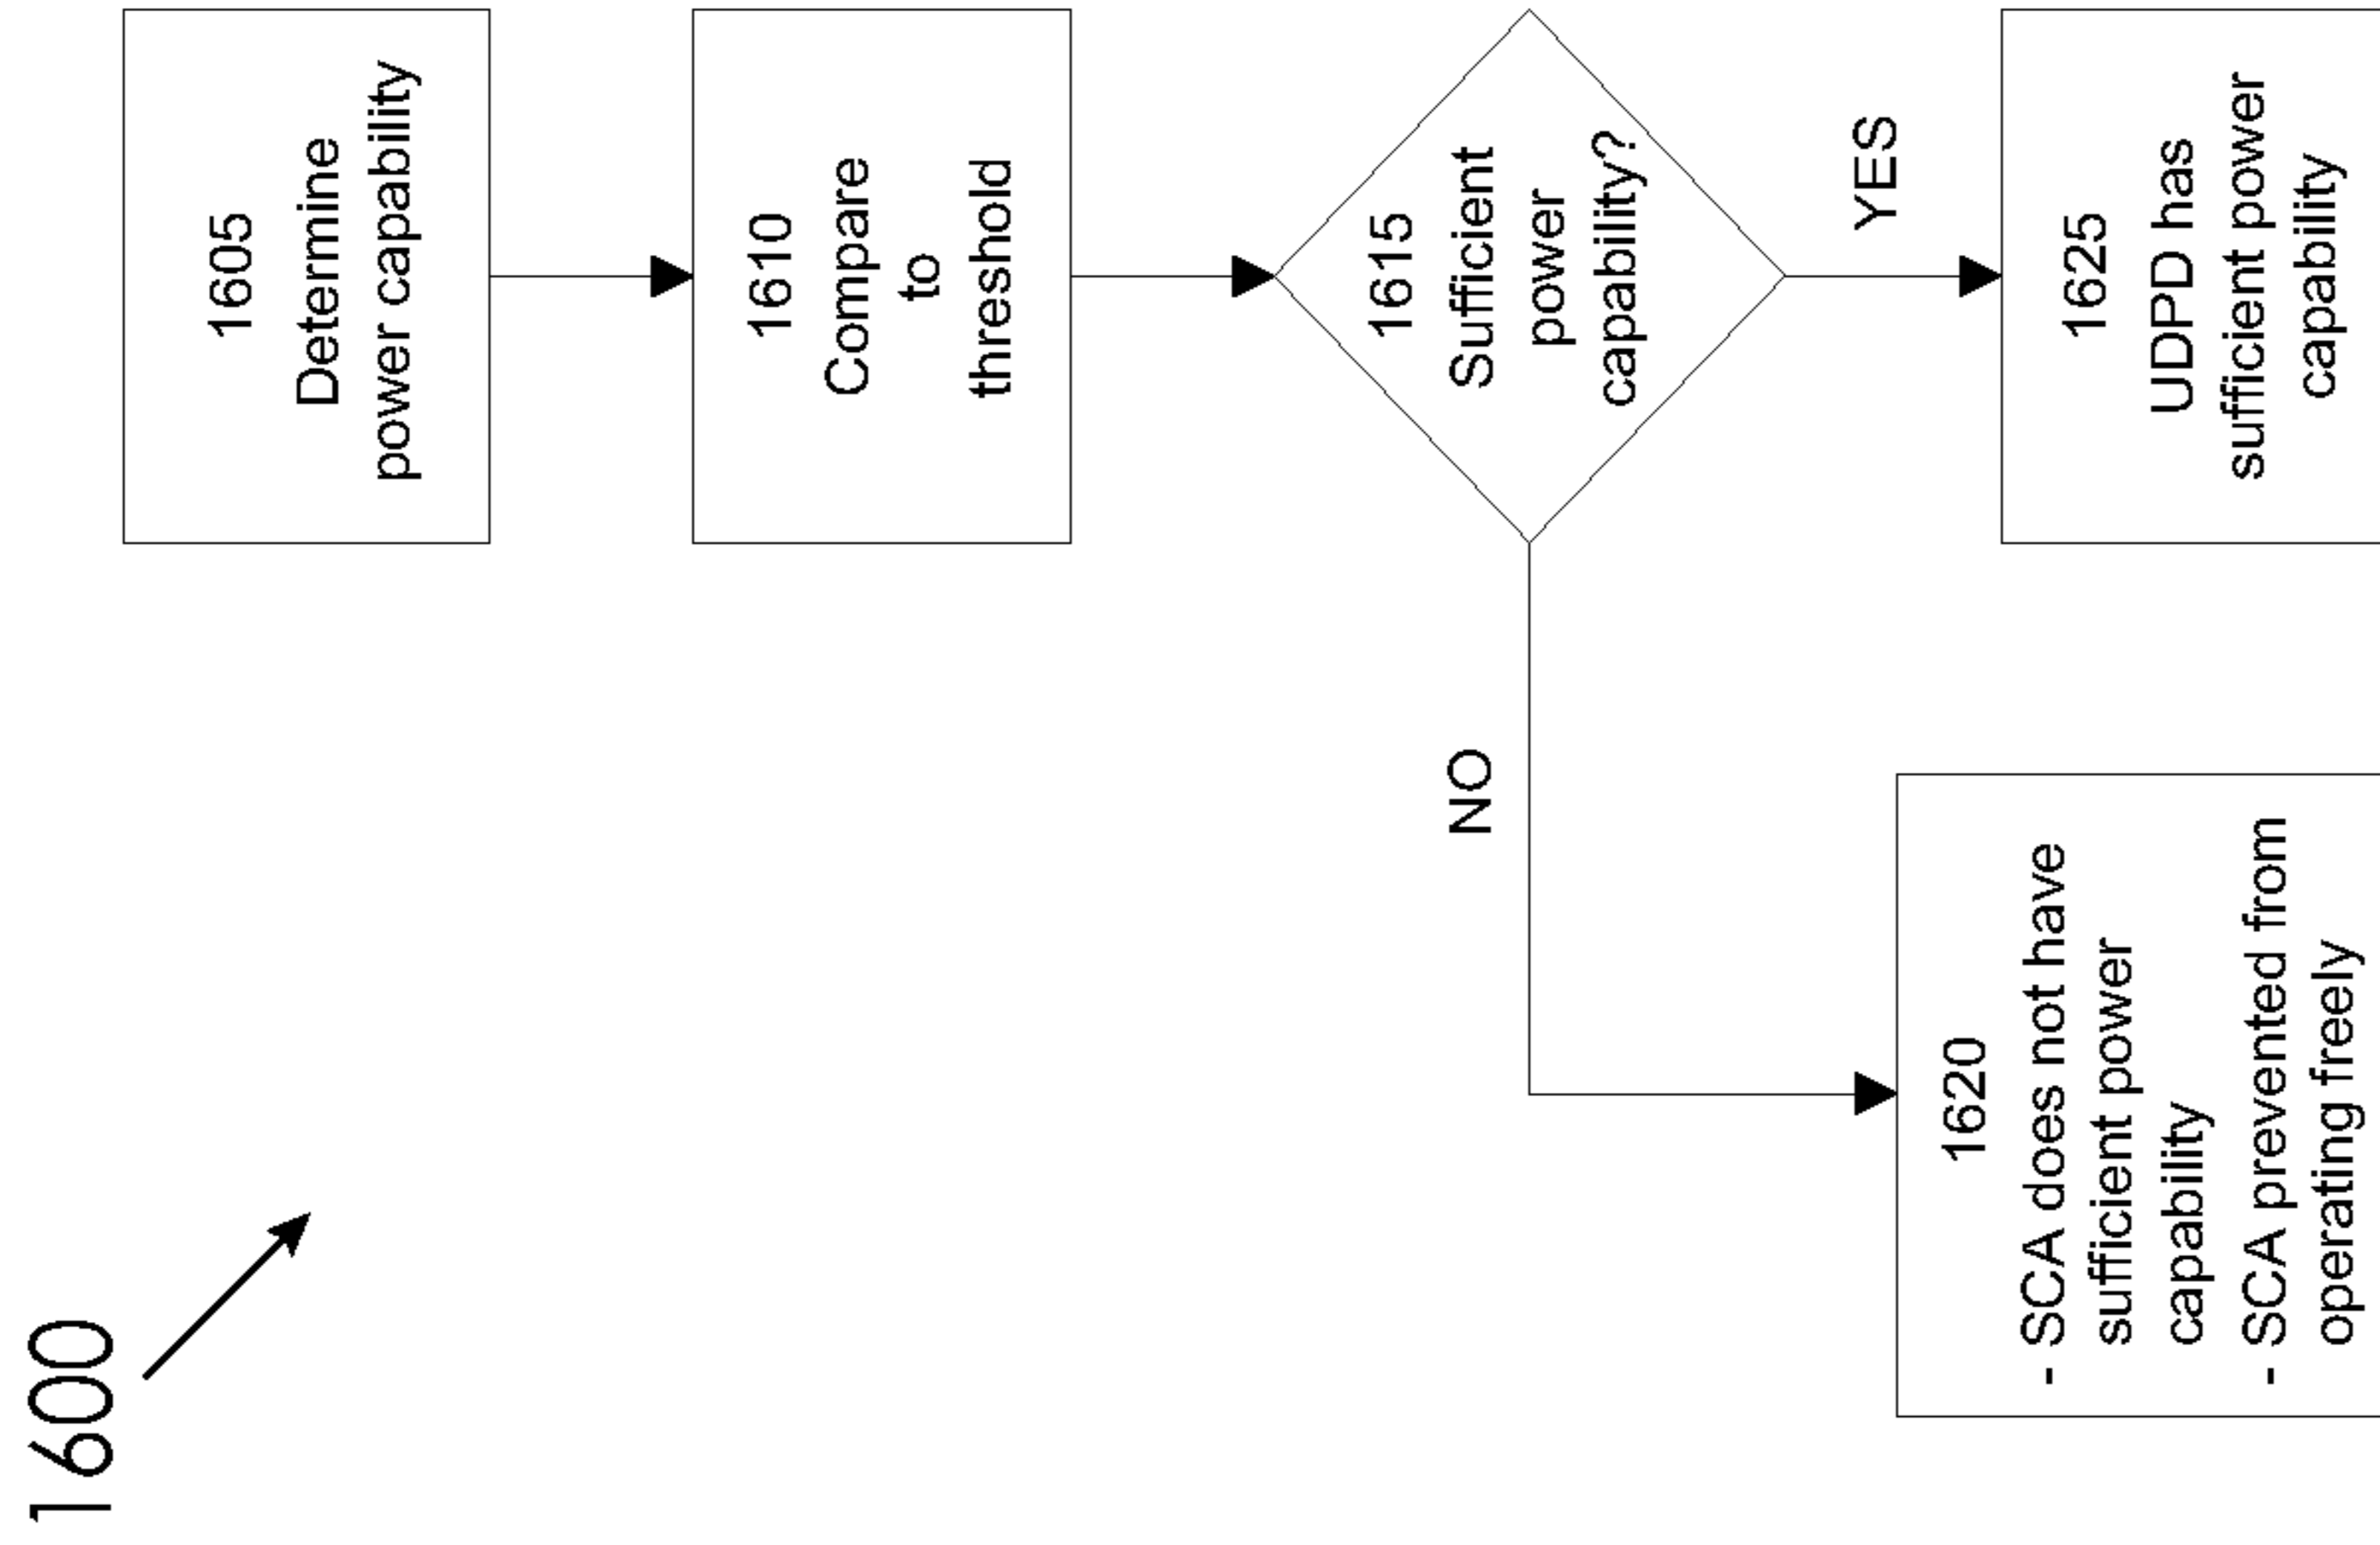 1600
1605
Determine
power capability
1610
Compare
to
threshold
1615
Sufficient
power
capability?
NO
YES
1620
- SCA does not have
sufficient power
capability
- SCA prevented from
operating freely
1625
UDPD has
sufficient power
capability